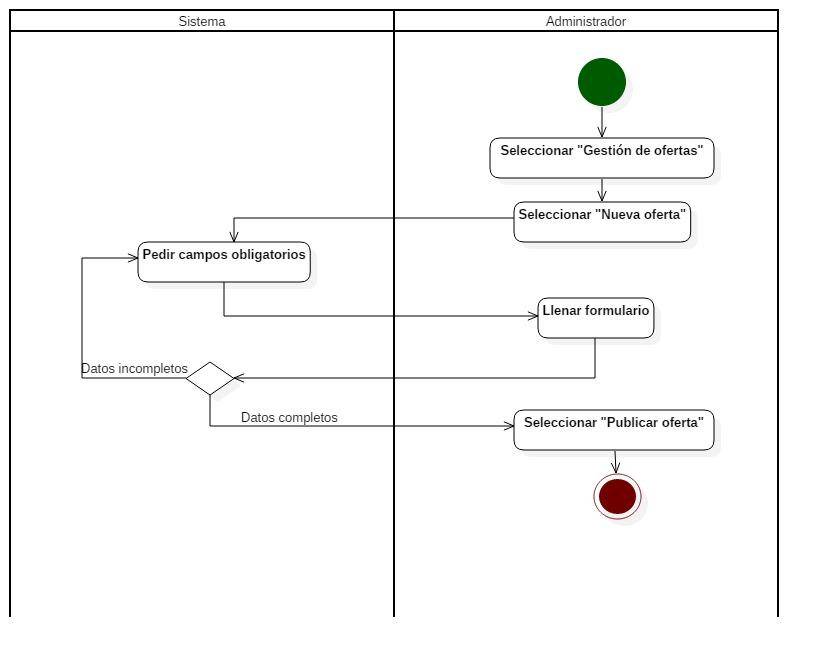 Sistema
Administrador
Seleccionar "Gestión de ofertas"
Seleccionar "Nueva oferta"
Pedir campos obligatorios
Llenar formulario
Datos incompletos
Datos completos
Seleccionar "Publicar oferta"